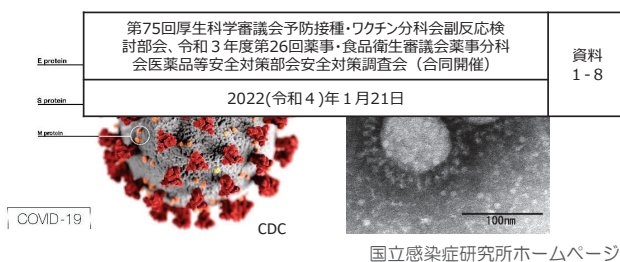 第75回厚生科学審議会予防接種・ワクチン分科会副反応検
討部会、令和３年度第26回薬事・食品衛生審議会薬事分科
会医薬品等安全対策部会安全対策調査会（合同開催）
資料
1-8
2022(令和４)年１月21日
E protein
S protein
M protein
COVID-19
CDC
100nm
国立感染症研究所ホームページ